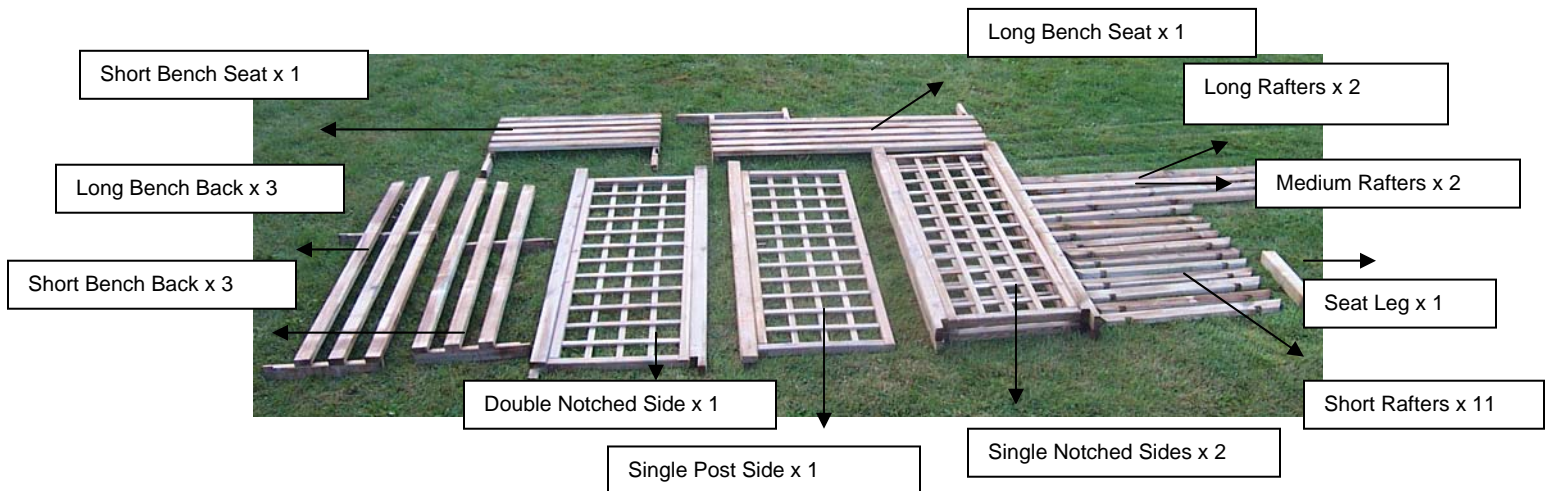 Long Bench Seat x 1
Short Bench Seat x 1
Long Rafters x 2
Long Bench Back x 3
Medium Rafters x 2
Short Bench Back x 3
Seat Leg x 1
Double Notched Side x 1
Short Rafters x 11
Single Notched Sides x 2
Single Post Side x 1